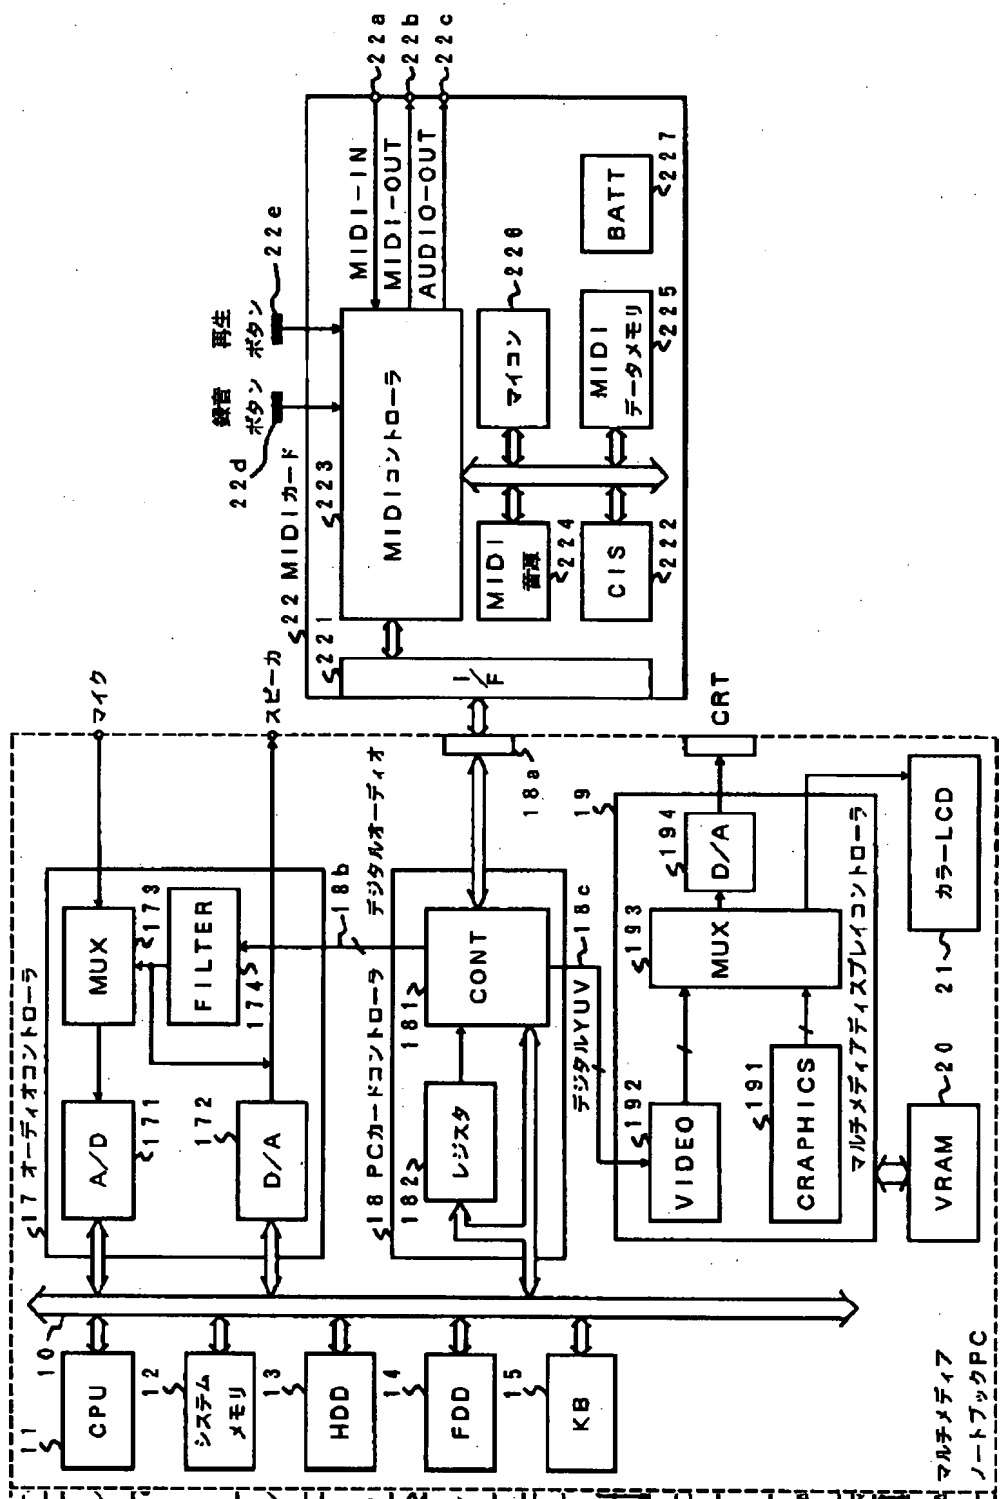 マルチメディア
ノートブックPC
10
11
CPU
12
システム
メモリ
13
HDD
14
FDD
15
KB
17 オーディオコントローラ
A/D
171
MUX
173
172
D/A
FILTER
174
マイク
スピーカ
18b
デジタルオーディオ
18 PCカードコントローラ
182
レジスタ
181
CONT
18a
デジタルYUV
18c
19
192
VIDEO
193
MUX
194
D/A
CRT
191
CRAPHICS
マルチメディアディスプレイコントローラ
VRAM
20
21
カラーLCD
22 MIDIカード
221
I/F
223
MIDIコントローラ
録音
ボタン
22d
再生
ボタン
22e
MIDI-IN
MIDI-OUT
AUDIO-OUT
22a
22b
22c
MIDI
音源
224
マイコン
226
CIS
222
MIDI
データメモリ
225
BATT
227